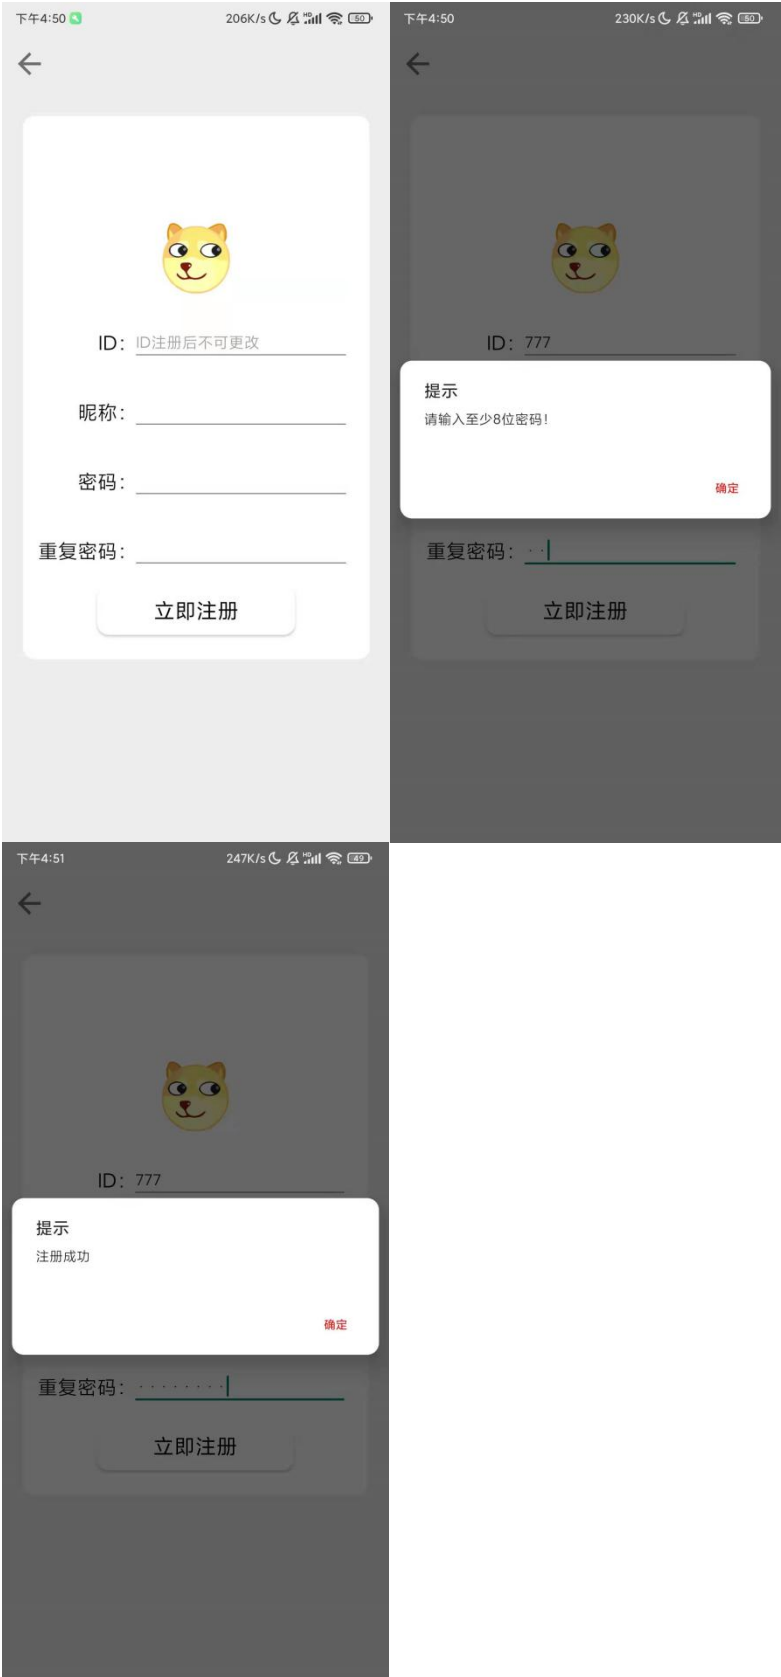 下午4:50
206K/s
50
ID：ID注册后不可更改
昵称：
密码：
重复密码：
立即注册
下午4:50
230K/s
50
ID：777
提示
请输入至少8位密码！
确定
重复密码：··
立即注册
下午4:51
247K/s
49
ID：777
提示
注册成功
确定
重复密码：········
立即注册